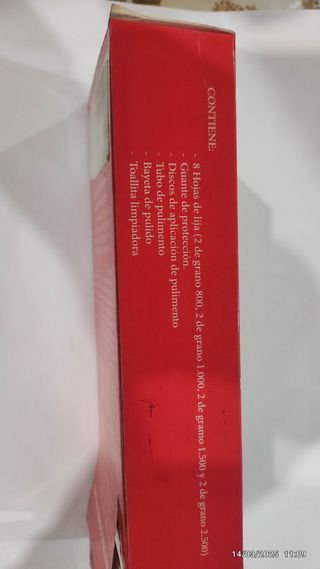 CONTIENE:
- 8 Hojas de lija (2 de grano 800, 2 de grano 1.000, 2 de gramo 1.500 y 2 de grano 2.500)
- Guante de protección.
- Discos de aplicación de pulimento
- Tubo de pulimento
- Bayeta de pulido
- Toallita limpiadora
14/03/2025 11:09